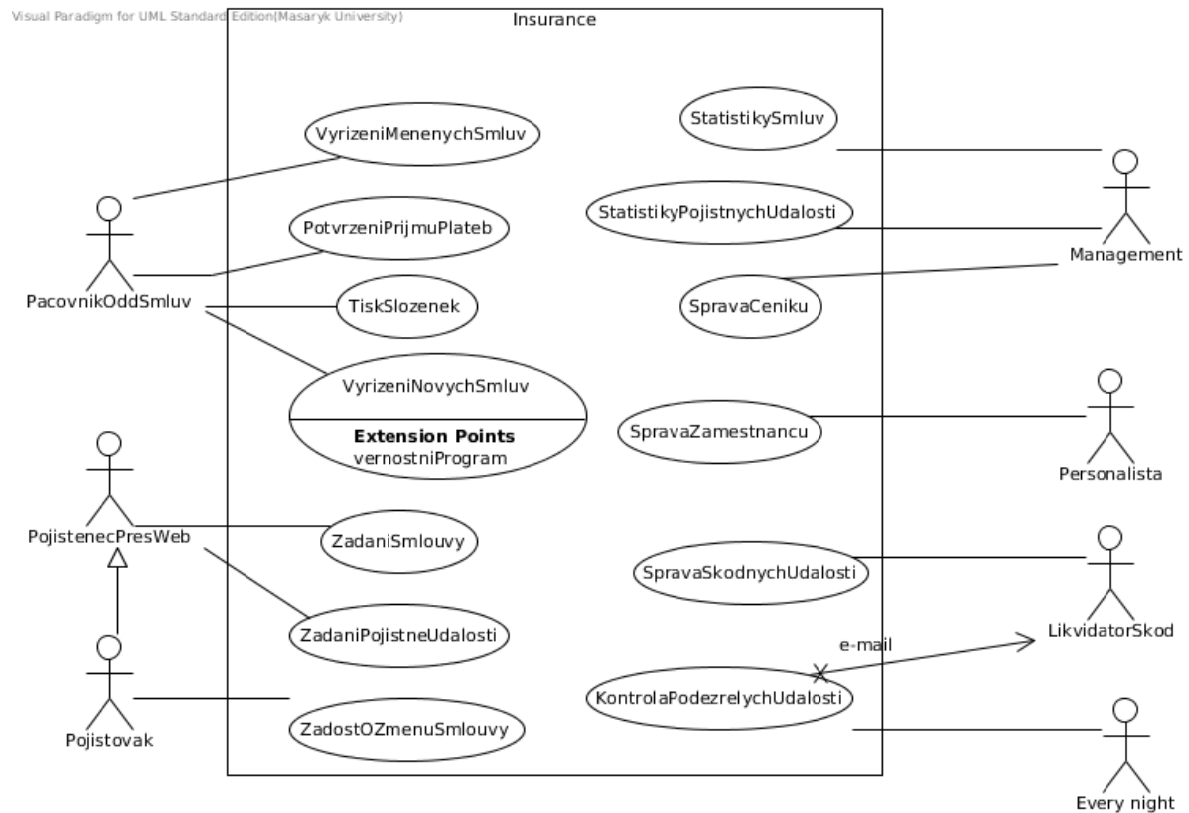 Visual Paradigm for UML Standard Edition(Masaryk University)
Insurance
VyrizeniMenenychSmluv
StatistikySmluv
PotvrzeniPrijmuPlateb
StatistikyPojistnychUdalosti
Management
PacovnikOddSmluv
TiskSlozenek
SpravaCeniku
VyrizeniNovychSmluv
Extension Points
vernostniProgram
SpravaZamestnancu
Personalista
PojistenecPresWeb
ZadaniSmlouvy
SpravaSkodnychUdalosti
ZadaniPojistneUdalosti
LikvidatorSkod
e-mail
KontrolaPodezrelychUdalosti
Pojistovak
ZadostOZmenuSmlouvy
Every night